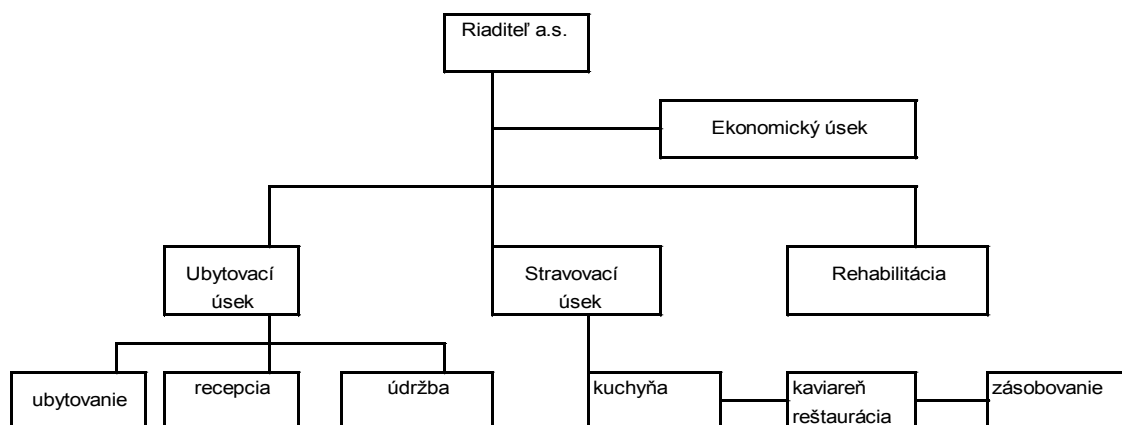 Riaditeľ a.s.
Ekonomický úsek
Ubytovací
úsek
Stravovací
úsek
Rehabilitácia
ubytovanie
recepcia
údržba
kuchyňa
kaviareň
reštaurácia
zásobovanie